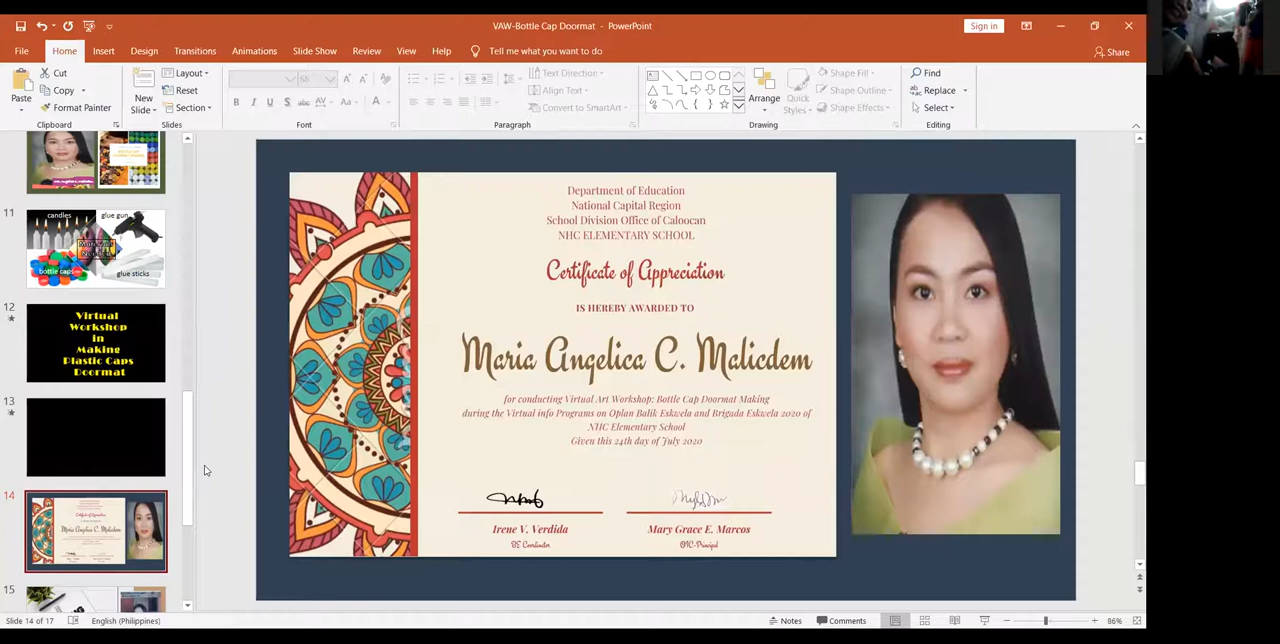 VAW-Bottle Cap Doormat - PowerPoint
Sign in
File Home Insert Design Transitions Animations Slide Show Review View Help Tell me what you want to do
Share
Paste
Cut
Copy
Format Painter
Clipboard
New Slide
Layout
Reset
Section
Slides
B I U S abc AV Aa A
Font
Text Direction
Align Text
Convert to SmartArt
Paragraph
Arrange
Quick Styles
Shape Fill
Shape Outline
Shape Effects
Drawing
Find
Replace
Select
Editing
11
candles
glue gun
bottle caps
glue sticks
12
Virtual
Workshop
in
Making
Plastic Caps
Doormat
13
14
15
Department of Education
National Capital Region
School Division Office of Caloocan
NHC ELEMENTARY SCHOOL
Certificate of Appreciation
IS HEREBY AWARDED TO
Maria Angelica C. Malicdem
for conducting Virtual Art Workshop: Bottle Cap Doormat Making
during the Virtual info Programs on Oplan Balik Eskwela and Brigada Eskwela 2020 of
NHC Elementary School
Given this 24th day of July 2020
Irene V. Verdida
Mary Grace E. Marcos
BE Coordinator
OIC-Principal
Slide 14 of 17
English (Philippines)
Notes
Comments
86%